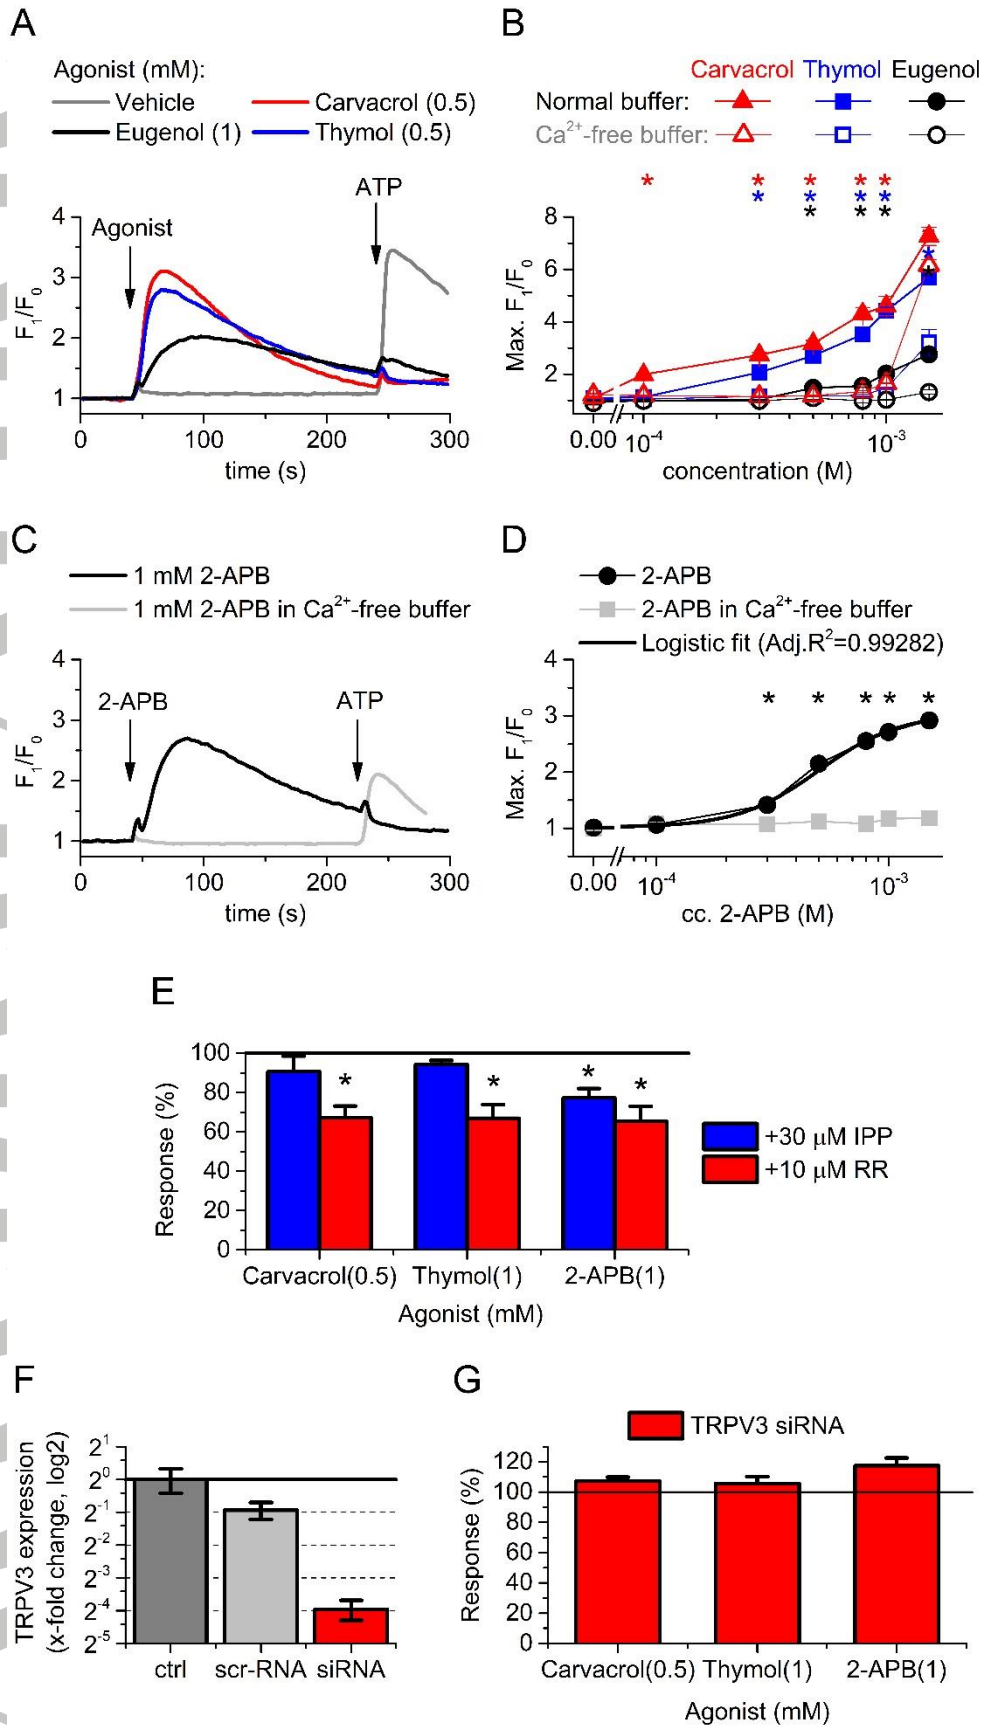 A
Agonist (mM):
Vehicle
Carvacrol (0.5)
Eugenol (1)
Thymol (0.5)
ATP
Agonist
4
3
2
1
F1/F0
0
100
200
300
time (s)
B
Carvacrol Thymol Eugenol
Normal buffer:
Ca2+-free buffer:
* * * * *
* * * *
* * *
*
*
8
6
4
2
Max. F1/F0
0.00
10-4
10-3
concentration (M)
C
1 mM 2-APB
1 mM 2-APB in Ca2+-free buffer
2-APB
ATP
4
3
2
1
F1/F0
0
100
200
300
time (s)
D
2-APB
2-APB in Ca2+-free buffer
Logistic fit (Adj.R2=0.99282)
* * * * *
4
3
2
1
Max. F1/F0
0.00
10-4
10-3
cc. 2-APB (M)
E
100
80
60
40
20
0
Response (%)
* * * *
+30 μM IPP
+10 μM RR
Carvacrol(0.5) Thymol(1) 2-APB(1)
Agonist (mM)
F
TRPV3 expression
(x-fold change, log2)
21
20
2-1
2-2
2-3
2-4
2-5
ctrl scr-RNA siRNA
G
TRPV3 siRNA
120
100
80
60
40
20
0
Response (%)
Carvacrol(0.5) Thymol(1) 2-APB(1)
Agonist (mM)